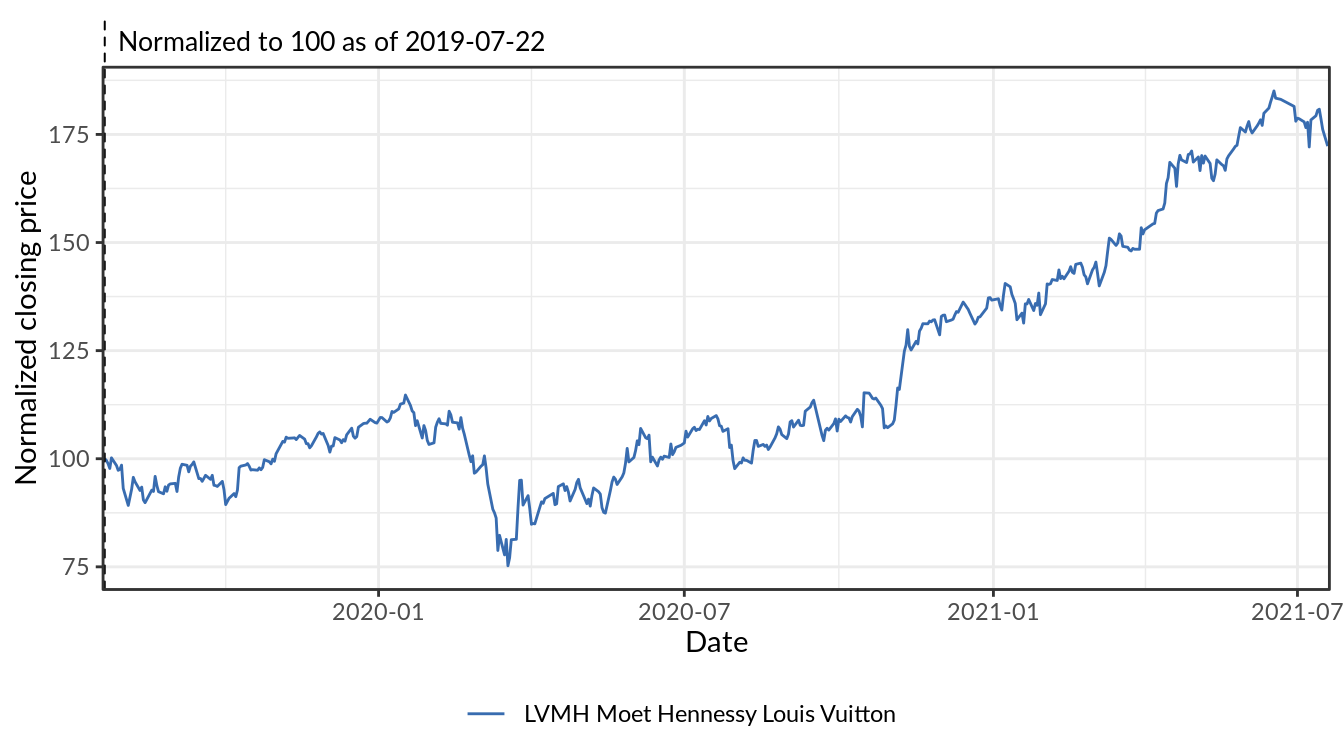 Normalized to 100 as of 2019-07-22
Normalized closing price
175
150
125
100
75
2020-01
2020-07
2021-01
2021-07
Date
LVMH Moet Hennessy Louis Vuitton